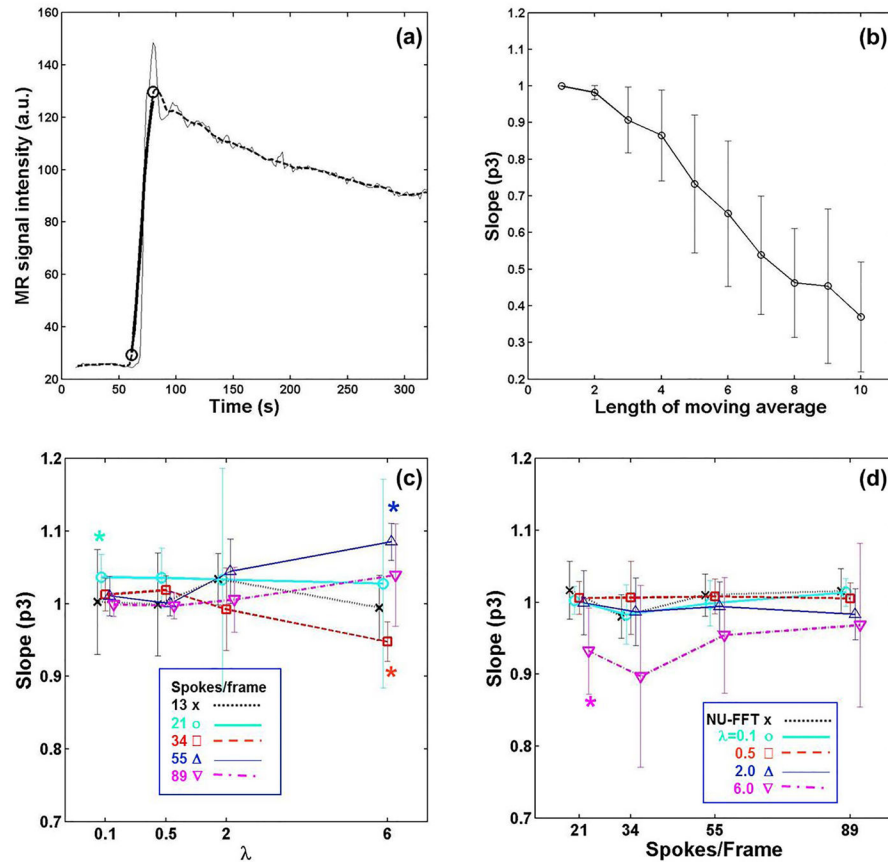 (a)
MR signal intensity (a.u.)
160
140
120
100
80
60
40
20
0 50 100 150 200 250 300
Time (s)
(b)
Slope (p3)
1.2
1.1
1
0.9
0.8
0.7
0.6
0.5
0.4
0.3
0.2
0 2 4 6 8 10
Length of moving average
(c)
Slope (p3)
1.2
1.1
1.0
0.9
0.8
0.7
*
*
*
Spokes/frame
13 x
21 o
34 □
55 Δ
89 ∇
0.1 0.5 2 6
λ
(d)
Slope (p3)
1.2
1.1
1.0
0.9
0.8
0.7
*
NU-FFT x
λ=0.1 o
0.5 □
2.0 Δ
6.0 ∇
21 34 55 89
Spokes/Frame